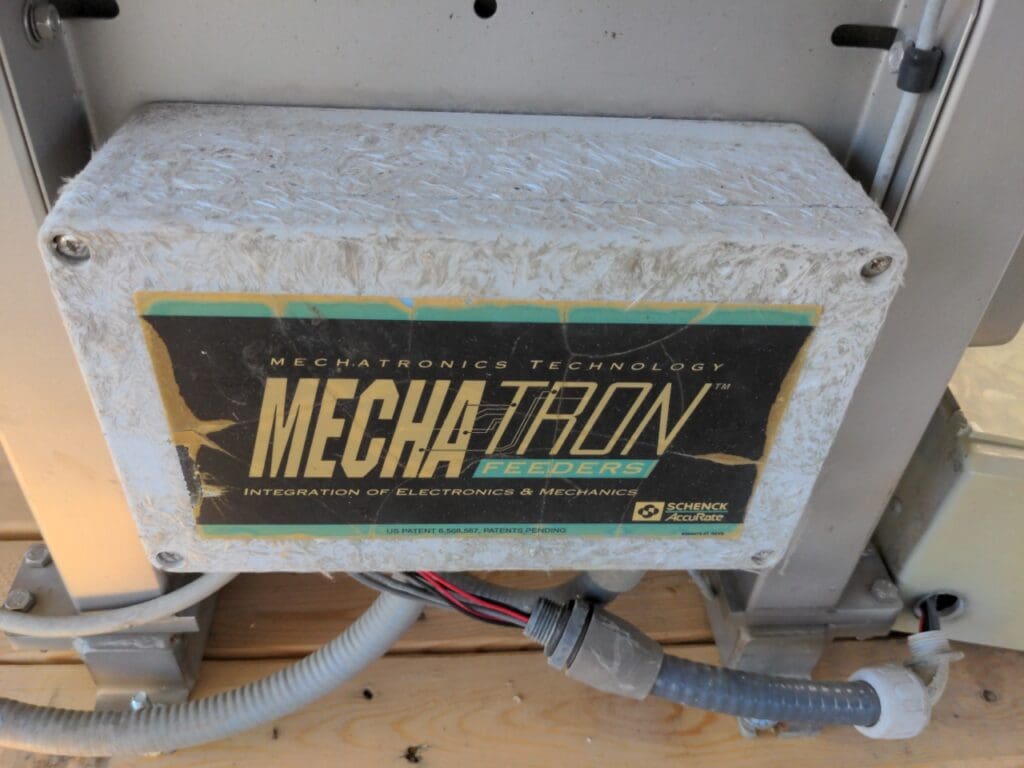 MECHATRONICS TECHNOLOGY
MECHATRON™
FEEDERS
INTEGRATION OF ELECTRONICS & MECHANICS
SCHENCK
AccuRate
US PATENT 6,568,567, PATENTS PENDING